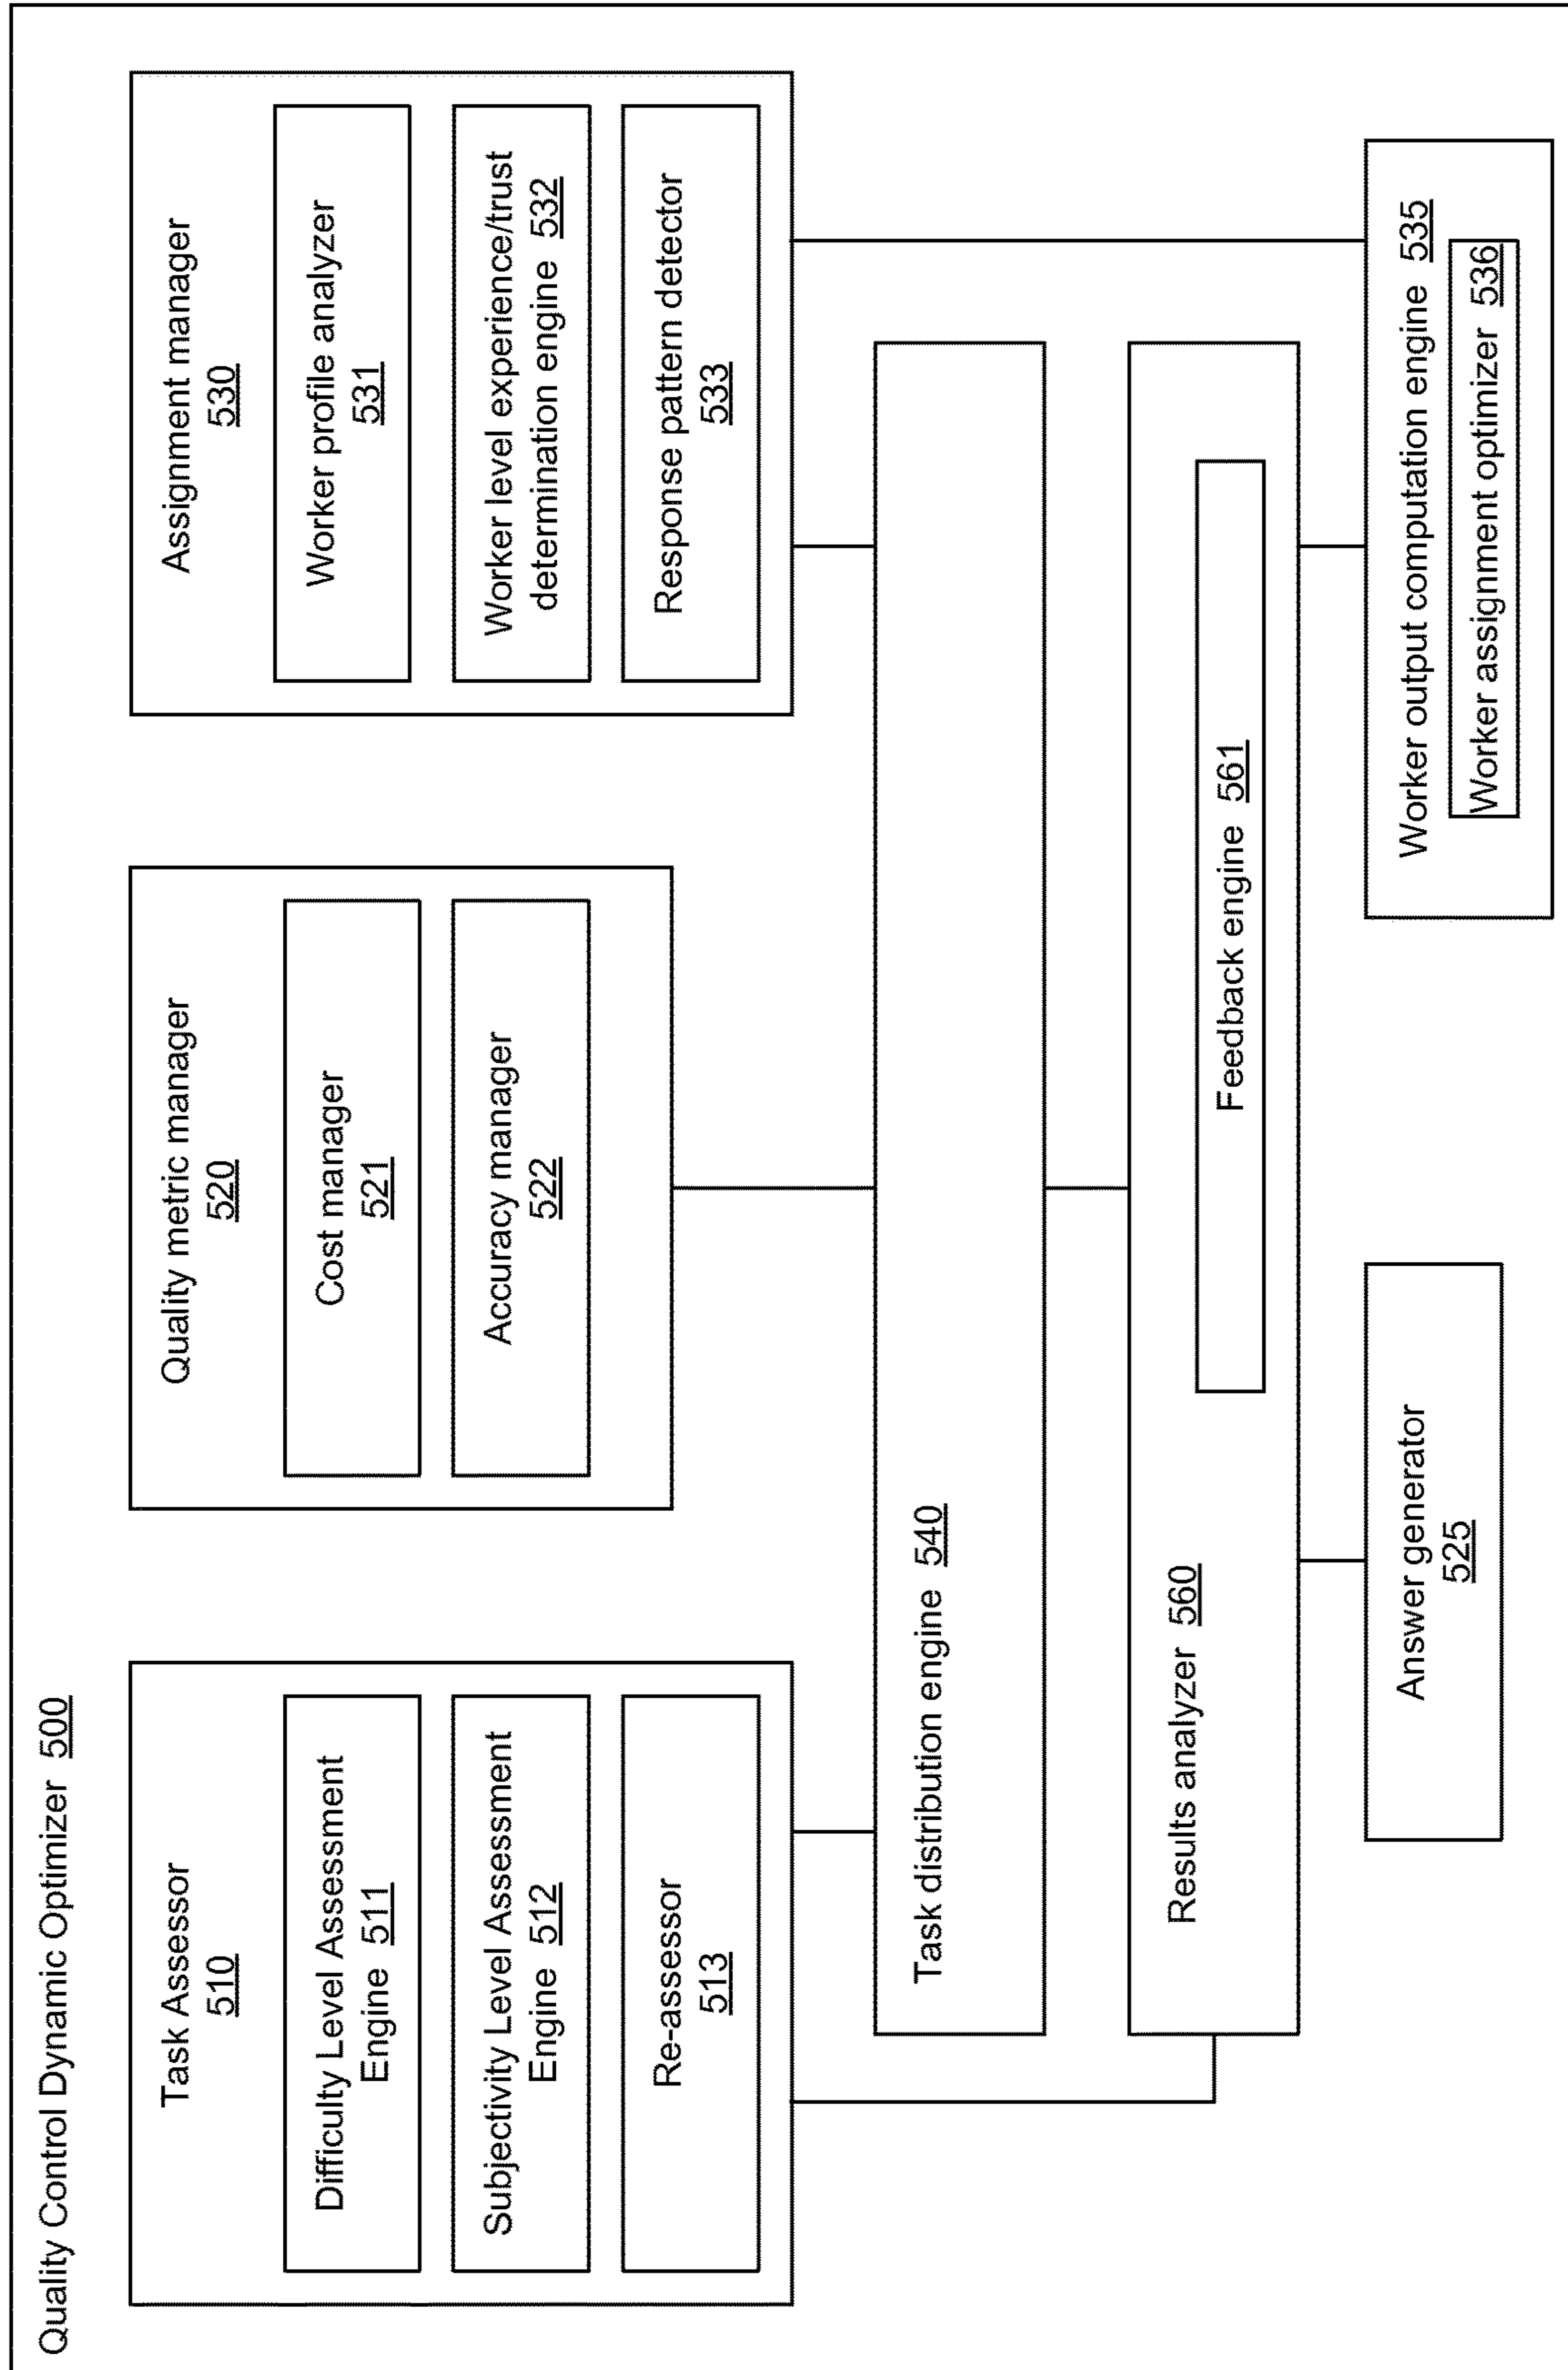 Quality Control Dynamic Optimizer 500
Task Assessor
510
Difficulty Level Assessment
Engine 511
Subjectivity Level Assessment
Engine 512
Re-assessor
513
Quality metric manager
520
Cost manager
521
Accuracy manager
522
Assignment manager
530
Worker profile analyzer
531
Worker level experience/trust
determination engine 532
Response pattern detector
533
Task distribution engine 540
Results analyzer 560
Feedback engine 561
Answer generator
525
Worker output computation engine 535
Worker assignment optimizer 536